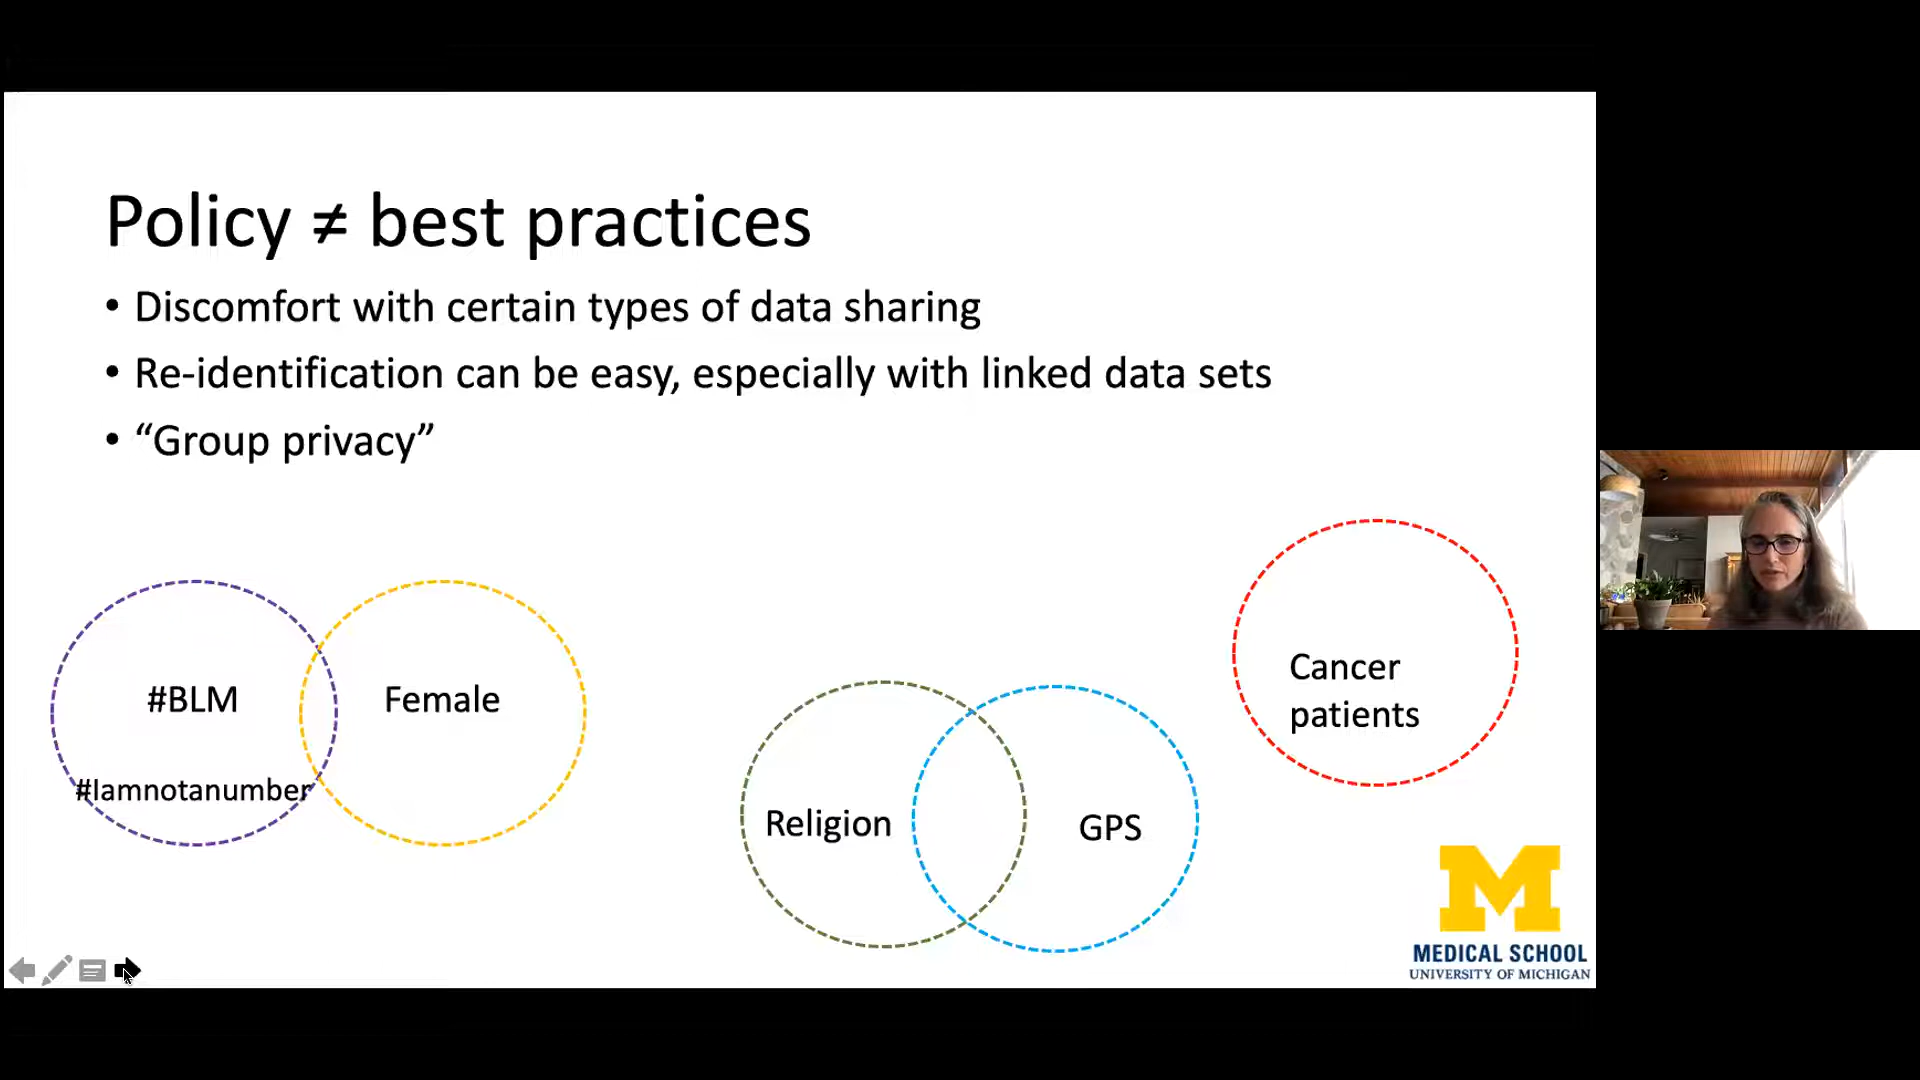 Policy ≠ best practices
• Discomfort with certain types of data sharing
• Re-identification can be easy, especially with linked data sets
• “Group privacy”
#BLM
#Iamnotanumber
Female
Religion
GPS
Cancer
patients
MEDICAL SCHOOL
UNIVERSITY OF MICHIGAN